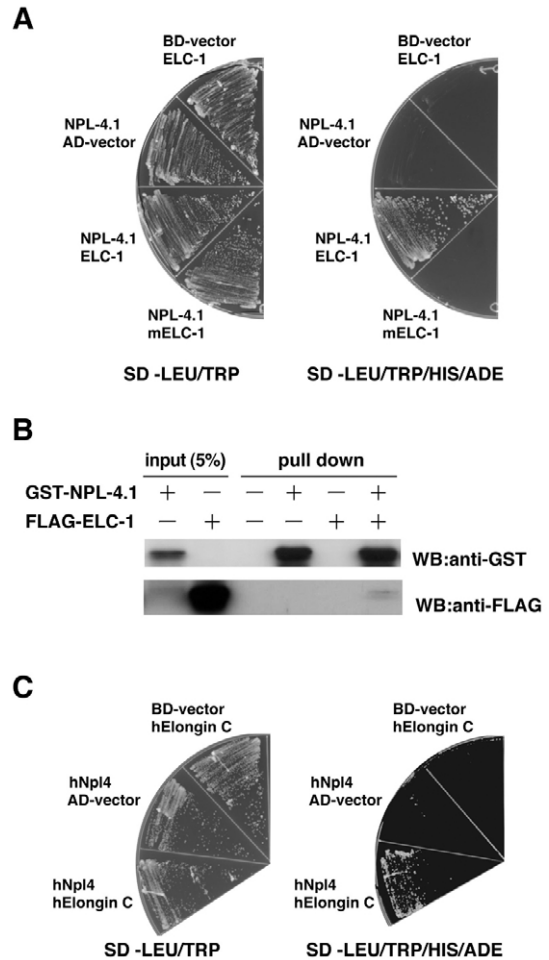 A
BD-vector
ELC-1
NPL-4.1
AD-vector
NPL-4.1
ELC-1
NPL-4.1
mELC-1
SD -LEU/TRP
BD-vector
ELC-1
NPL-4.1
AD-vector
NPL-4.1
ELC-1
NPL-4.1
mELC-1
SD -LEU/TRP/HIS/ADE
B
input (5%) pull down
GST-NPL-4.1 + — — + — +
FLAG-ELC-1 — + — — + +
WB:anti-GST
WB:anti-FLAG
C
BD-vector
hElongin C
hNpl4
AD-vector
hNpl4
hElongin C
SD -LEU/TRP
BD-vector
hElongin C
hNpl4
AD-vector
hNpl4
hElongin C
SD -LEU/TRP/HIS/ADE